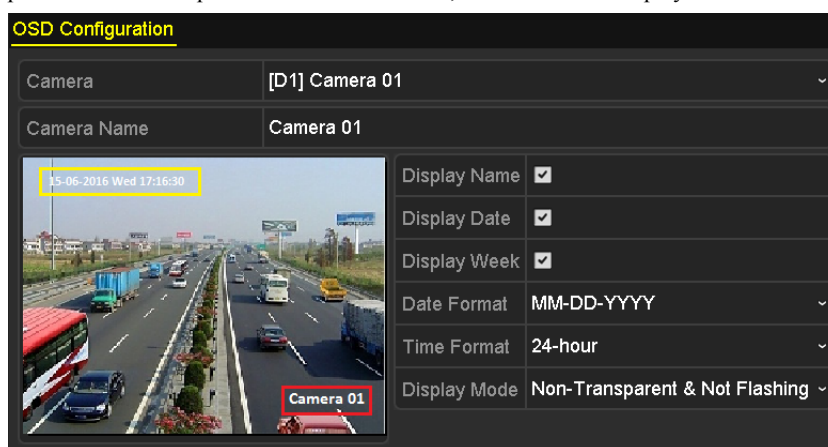 OSD Configuration
Camera [D1] Camera 01
Camera Name Camera 01
15-06-2016 Wed 17:16:30
Camera 01
Display Name
Display Date
Display Week
Date Format MM-DD-YYYY
Time Format 24-hour
Display Mode Non-Transparent & Not Flashing